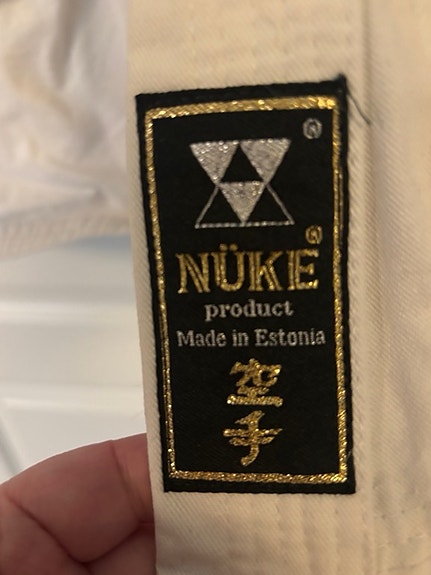 ®
®
NÜKE
product
Made in Estonia
空
手